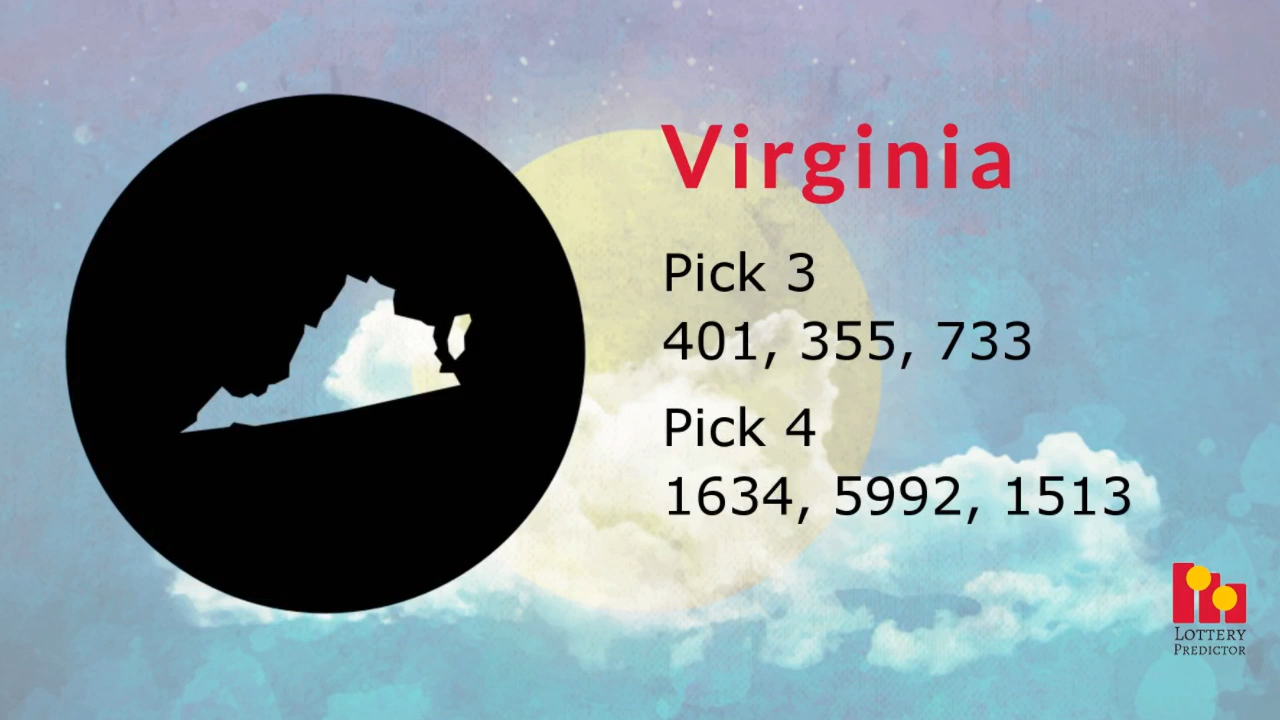 Virginia
Pick 3
401, 355, 733
Pick 4
1634, 5992, 1513
Lottery
Predictor